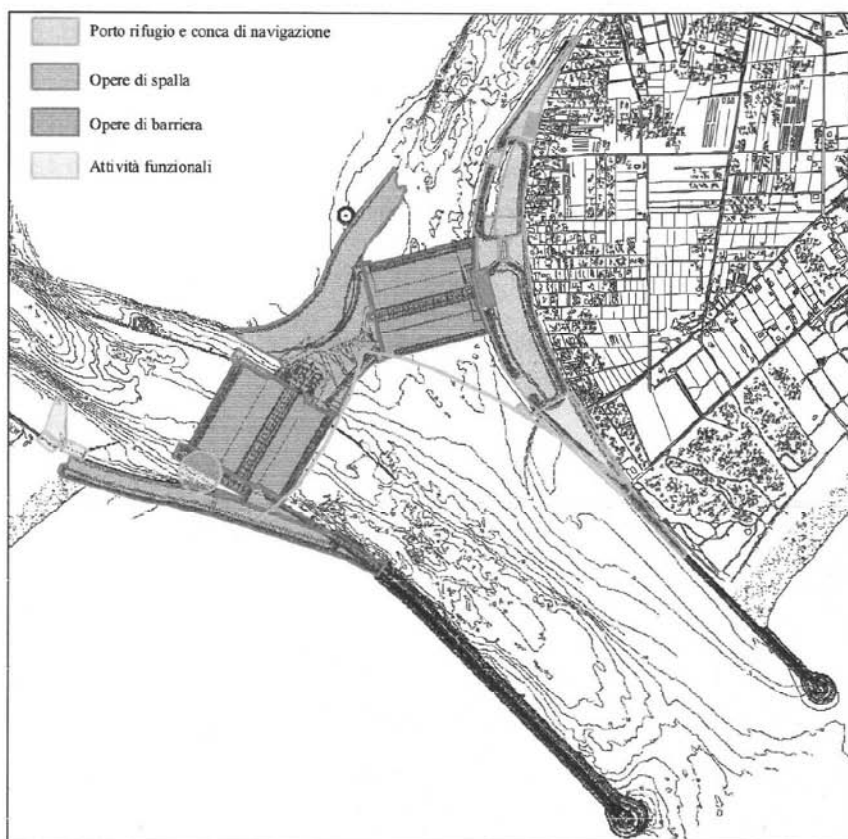 Porto rifugio e conca di navigazione
Opere di spalla
Opere di barriera
Attività funzionali